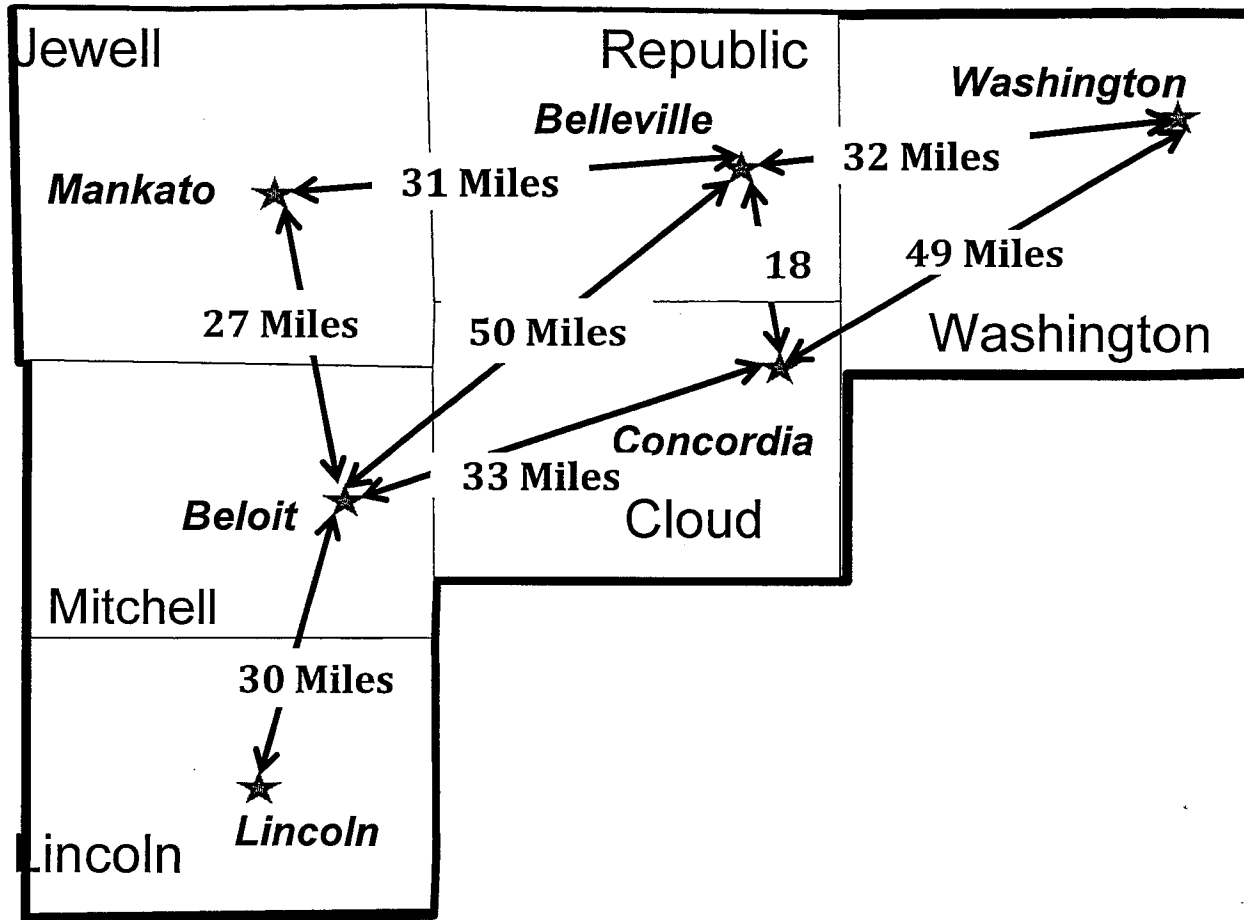 Jewell
Republic
Washington
Belleville
32 Miles
31 Miles
Mankato
49 Miles
18
27 Miles
50 Miles
Washington
Concordia
33 Miles
Beloit
Cloud
Mitchell
30 Miles
Lincoln
Lincoln